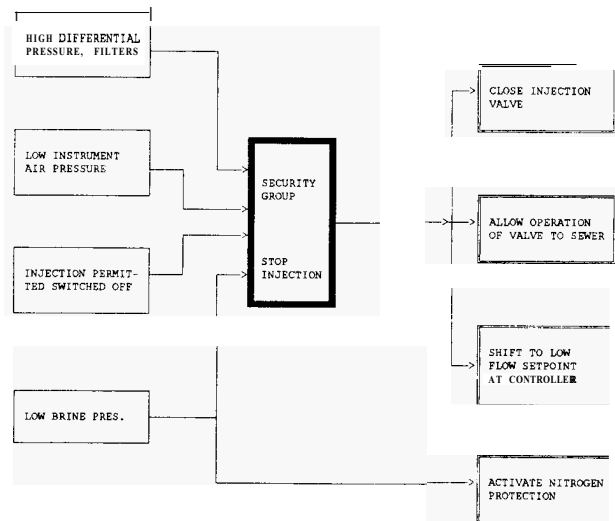 HIGH DIFFERENTIAL
PRESSURE, FILTERS
LOW INSTRUMENT
AIR PRESSURE
INJECTION PERMIT-
TED SWITCHED OFF
LOW BRINE PRES.
SECURITY
GROUP
STOP
INJECTION
CLOSE INJECTION
VALVE
ALLOW OPERATION
OF VALVE TO SEWER
SHIFT TO LOW
FLOW SETPOINT
AT CONTROLLER
ACTIVATE NITROGEN
PROTECTION